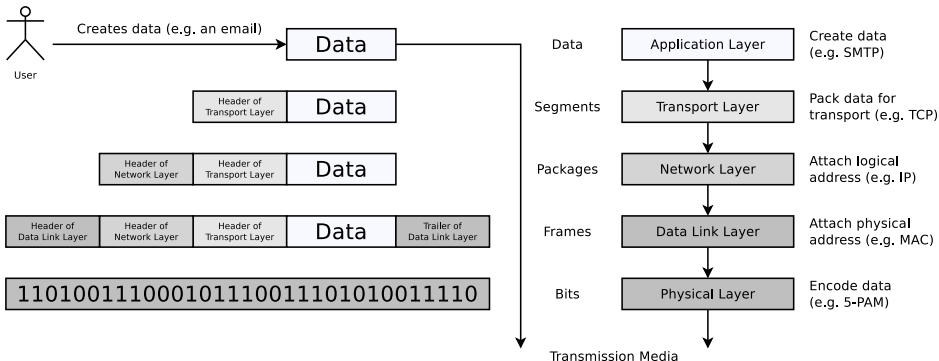 Creates data (e.g. an email)
Data
User
Data
Application Layer
Create data
(e.g. SMTP)
Header of
Transport Layer
Data
Segments
Transport Layer
Pack data for
transport (e.g. TCP)
Header of
Network Layer
Header of
Transport Layer
Data
Packages
Network Layer
Attach logical
address (e.g. IP)
Header of
Data Link Layer
Header of
Network Layer
Header of
Transport Layer
Data
Trailer of
Data Link Layer
Frames
Data Link Layer
Attach physical
address (e.g. MAC)
110100111000101110011101010011110
Bits
Physical Layer
Encode data
(e.g. 5-PAM)
Transmission Media